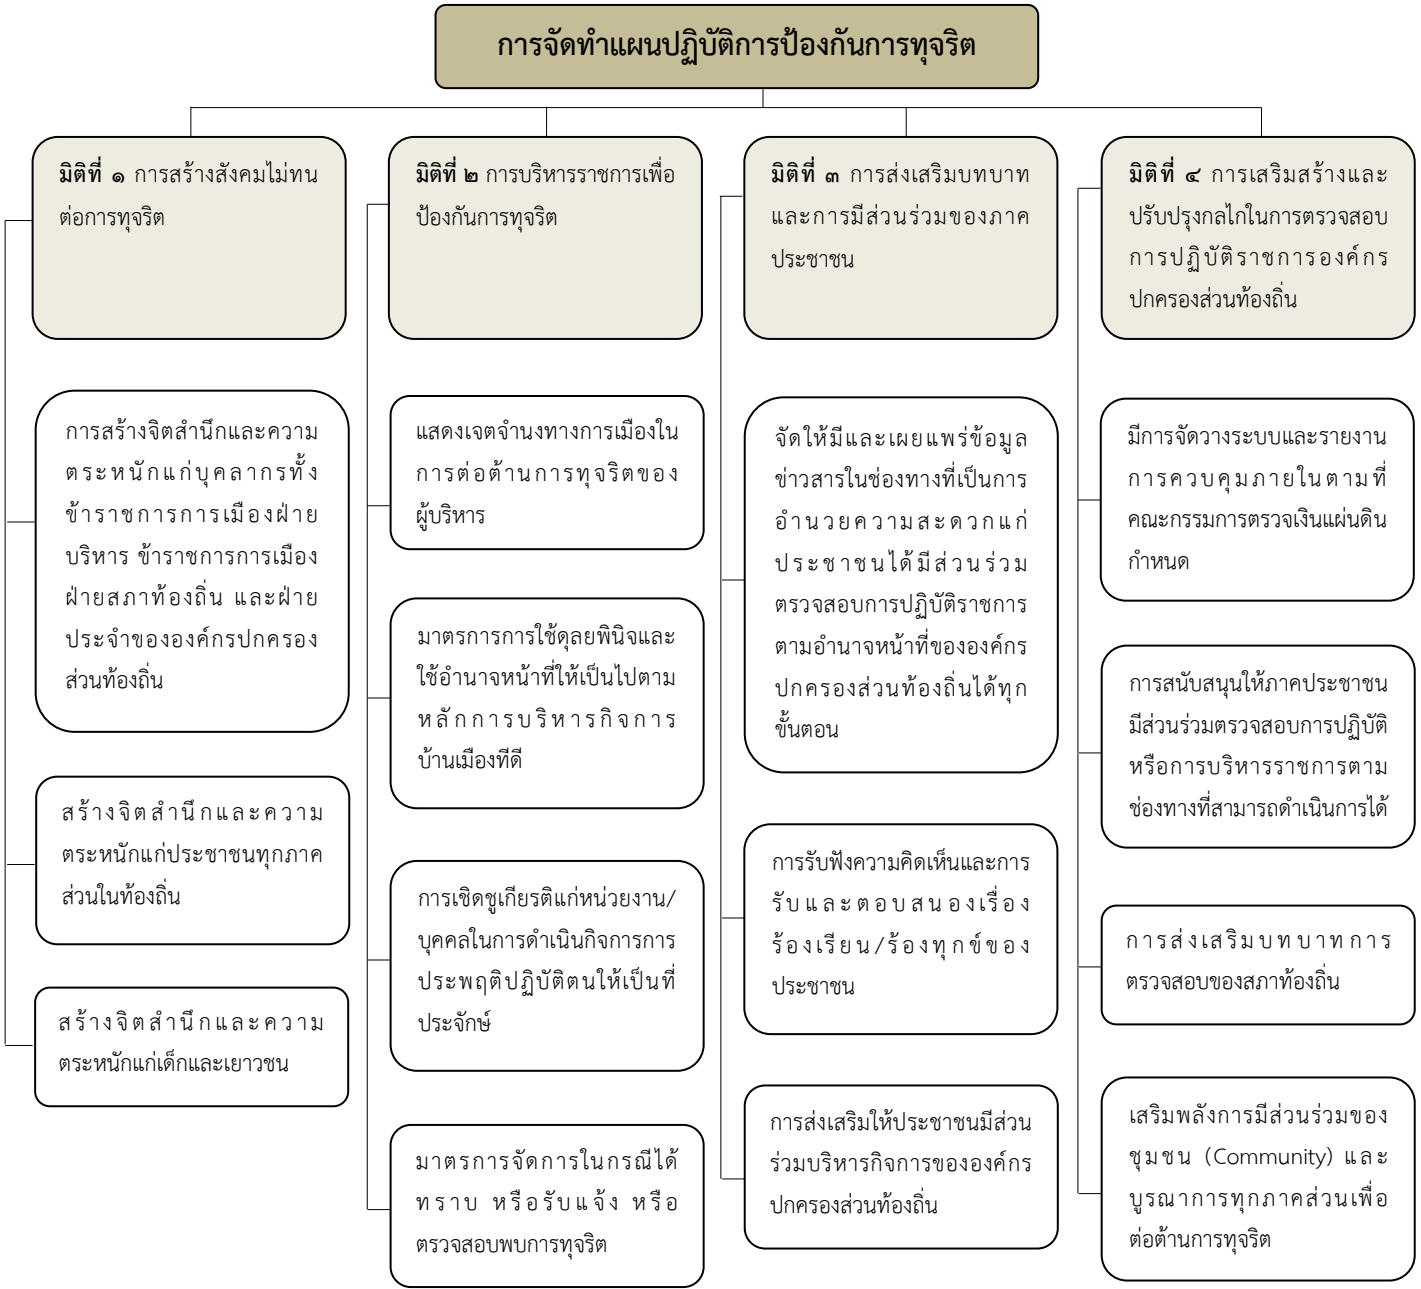 การจัดทำแผนปฏิบัติการป้องกันการทุจริต
มิติที่ ๑ การสร้างสังคมไม่ทน
ต่อการทุจริต
การสร้างจิตสำนึกและความ
ตระหนักแก่บุคลากรทั้ง
ข้าราชการการเมืองฝ่าย
บริหาร ข้าราชการการเมือง
ฝ่ายสภาท้องถิ่น และฝ่าย
ประจำขององค์กรปกครอง
ส่วนท้องถิ่น
สร้างจิตสำนึกและความ
ตระหนักแก่ประชาชนทุกภาค
ส่วนในท้องถิ่น
สร้างจิตสำนึกและความ
ตระหนักแก่เด็กและเยาวชน
มิติที่ ๒ การบริหารราชการเพื่อ
ป้องกันการทุจริต
แสดงเจตจำนงทางการเมืองใน
การต่อต้านการทุจริตของ
ผู้บริหาร
มาตรการการใช้ดุลยพินิจและ
ใช้อำนาจหน้าที่ให้เป็นไปตาม
หลักการบริหารกิจการ
บ้านเมืองทีดี
การเชิดชูเกียรติแก่หน่วยงาน/
บุคคลในการดำเนินกิจการการ
ประพฤติปฏิบัติตนให้เป็นที่
ประจักษ์
มาตรการจัดการในกรณีได้
ทราบ หรือรับแจ้ง หรือ
ตรวจสอบพบการทุจริต
มิติที่ ๓ การส่งเสริมบทบาท
และการมีส่วนร่วมของภาค
ประชาชน
จัดให้มีและเผยแพร่ข้อมูล
ข่าวสารในช่องทางที่เป็นการ
อำนวยความสะดวกแก่
ประชาชนได้มีส่วนร่วม
ตรวจสอบการปฏิบัติราชการ
ตามอำนาจหน้าที่ขององค์กร
ปกครองส่วนท้องถิ่นได้ทุก
ขั้นตอน
การรับฟังความคิดเห็นและการ
รับและตอบสนองเรื่อง
ร้องเรียน/ร้องทุกข์ของ
ประชาชน
การส่งเสริมให้ประชาชนมีส่วน
ร่วมบริหารกิจการขององค์กร
ปกครองส่วนท้องถิ่น
มิติที่ ๔ การเสริมสร้างและ
ปรับปรุงกลไกในการตรวจสอบ
การปฏิบัติราชการองค์กร
ปกครองส่วนท้องถิ่น
มีการจัดวางระบบและรายงาน
การควบคุมภายในตามที่
คณะกรรมการตรวจเงินแผ่นดิน
กำหนด
การสนับสนุนให้ภาคประชาชน
มีส่วนร่วมตรวจสอบการปฏิบัติ
หรือการบริหารราชการตาม
ช่องทางที่สามารถดำเนินการได้
การส่งเสริมบทบาทการ
ตรวจสอบของสภาท้องถิ่น
เสริมพลังการมีส่วนร่วมของ
ชุมชน (Community) และ
บูรณาการทุกภาคส่วนเพื่อ
ต่อต้านการทุจริต